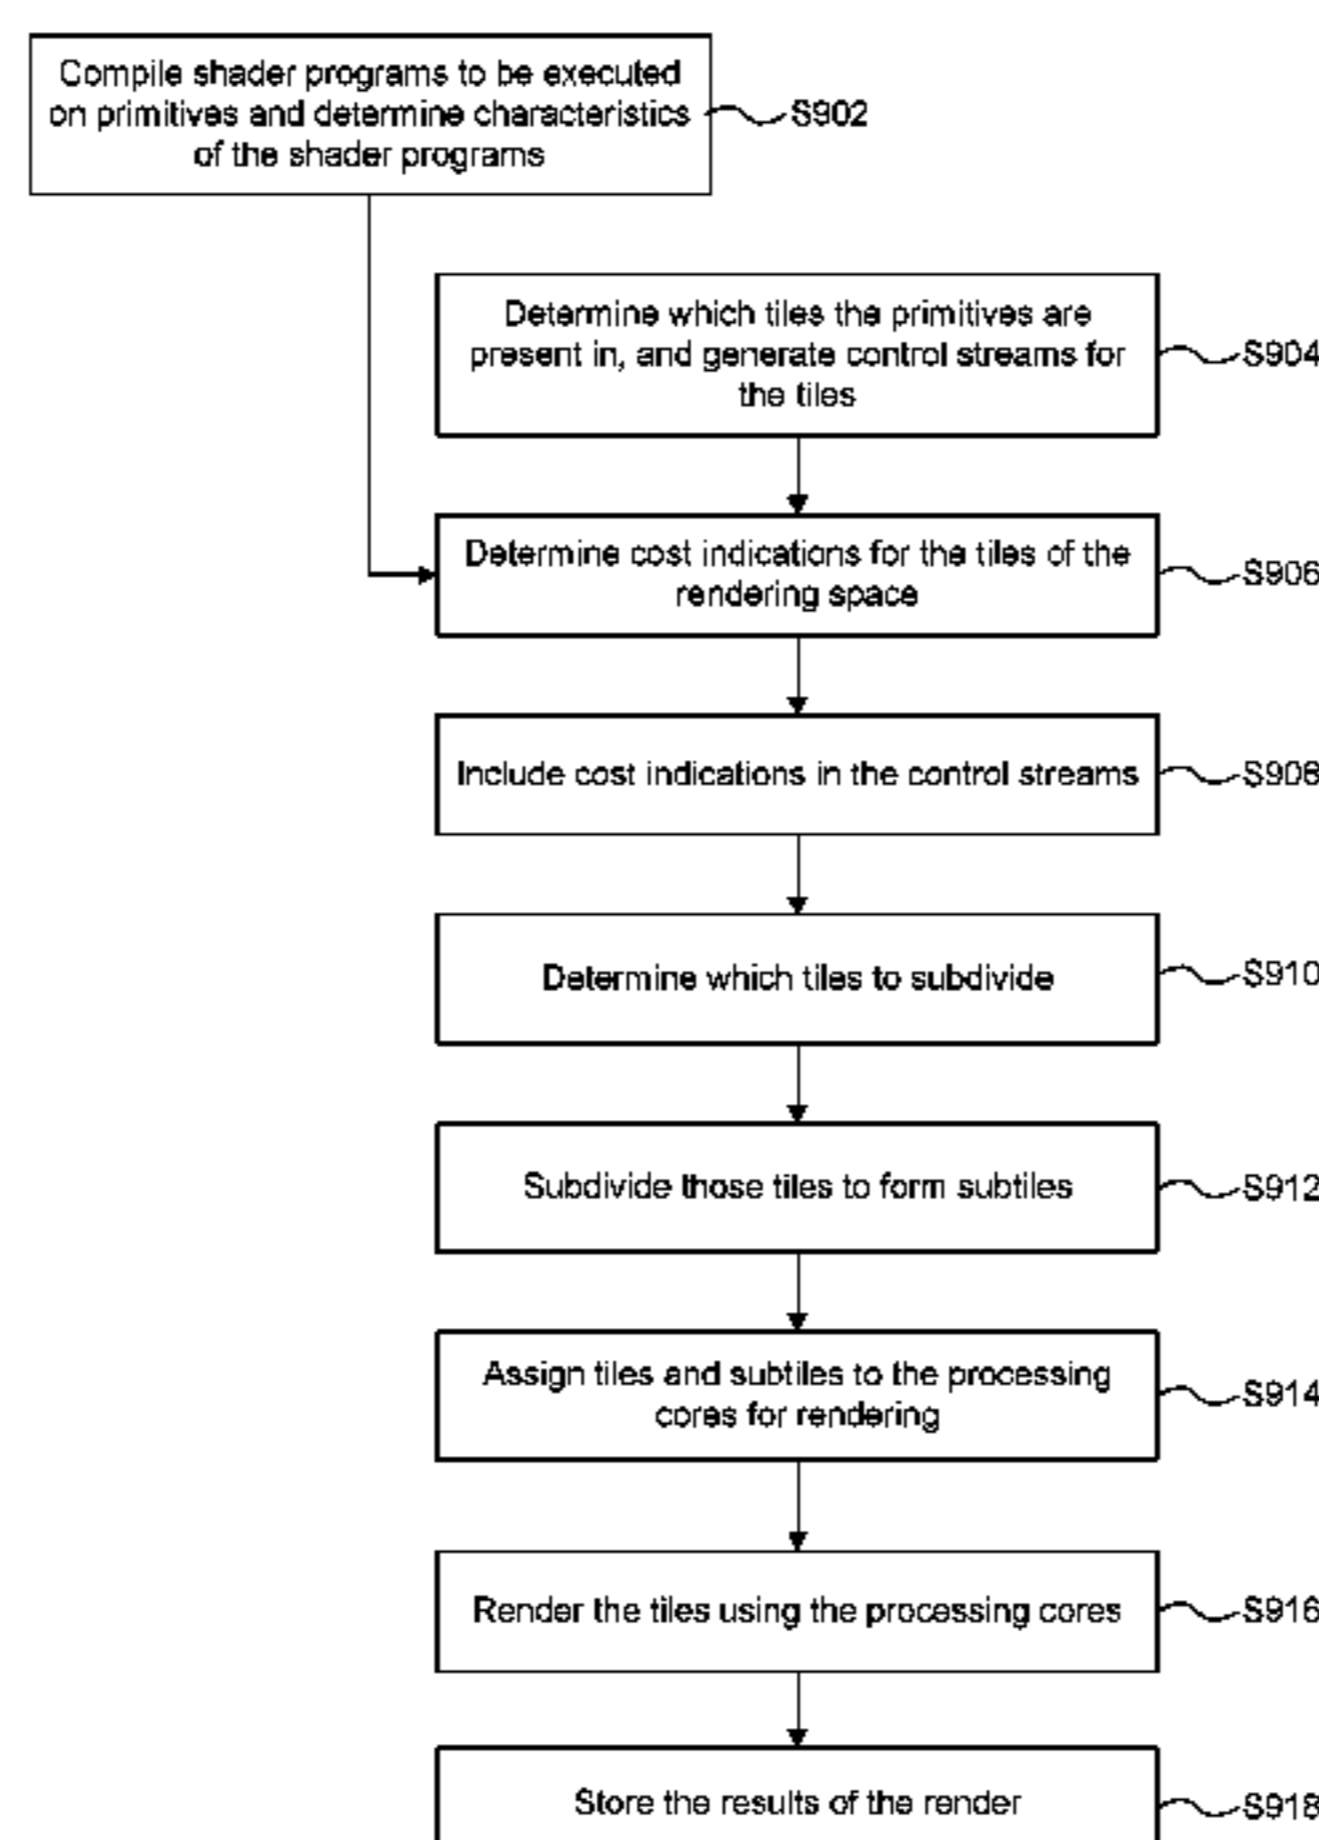 Compile shader programs to be executed
on primitives and determine characteristics
of the shader programs
S902
Determine which tiles the primitives are
present in, and generate control streams for
the tiles
S904
Determine cost indications for the tiles of the
rendering space
S906
Include cost indications in the control streams
S908
Determine which tiles to subdivide
S910
Subdivide those tiles to form subtiles
S912
Assign tiles and subtiles to the processing
cores for rendering
S914
Render the tiles using the processing cores
S916
Store the results of the render
S918